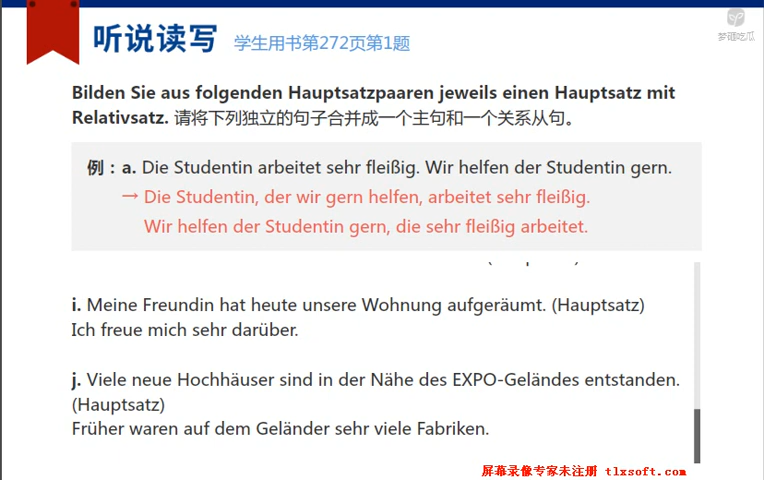 听说读写 学生用书第272页第1题
梦砸吃瓜
Bilden Sie aus folgenden Hauptsatzpaaren jeweils einen Hauptsatz mit
Relativsatz. 请将下列独立的句子合并成一个主句和一个关系从句。
例：a. Die Studentin arbeitet sehr fleißig. Wir helfen der Studentin gern.
→ Die Studentin, der wir gern helfen, arbeitet sehr fleißig.
Wir helfen der Studentin gern, die sehr fleißig arbeitet.
i. Meine Freundin hat heute unsere Wohnung aufgeräumt. (Hauptsatz)
Ich freue mich sehr darüber.
j. Viele neue Hochhäuser sind in der Nähe des EXPO-Geländes entstanden.
(Hauptsatz)
Früher waren auf dem Geländer sehr viele Fabriken.
屏幕录像专家未注册 tlxsoft.com